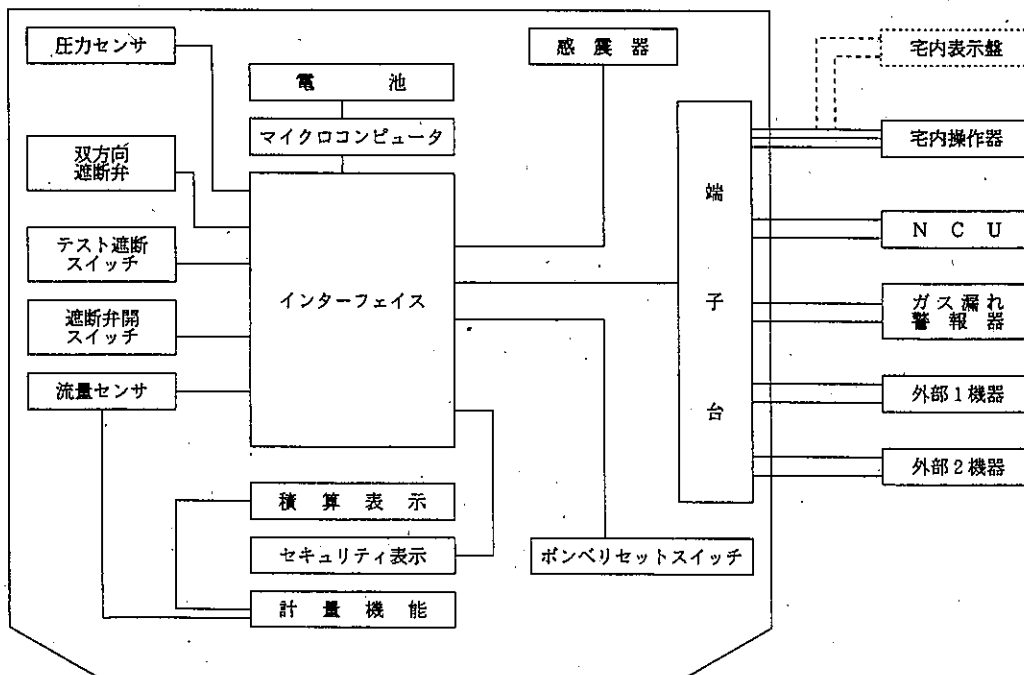 圧力センサ
感震器
宅内表示盤
電池
マイクロコンピュータ
宅内操作器
双方向
遮断弁
端子台
NCU
テスト遮断
スイッチ
インターフェイス
ガス漏れ
警報器
遮断弁開
スイッチ
流量センサ
外部1機器
外部2機器
積算表示
セキュリティ表示
ボンベリセットスイッチ
計量機能